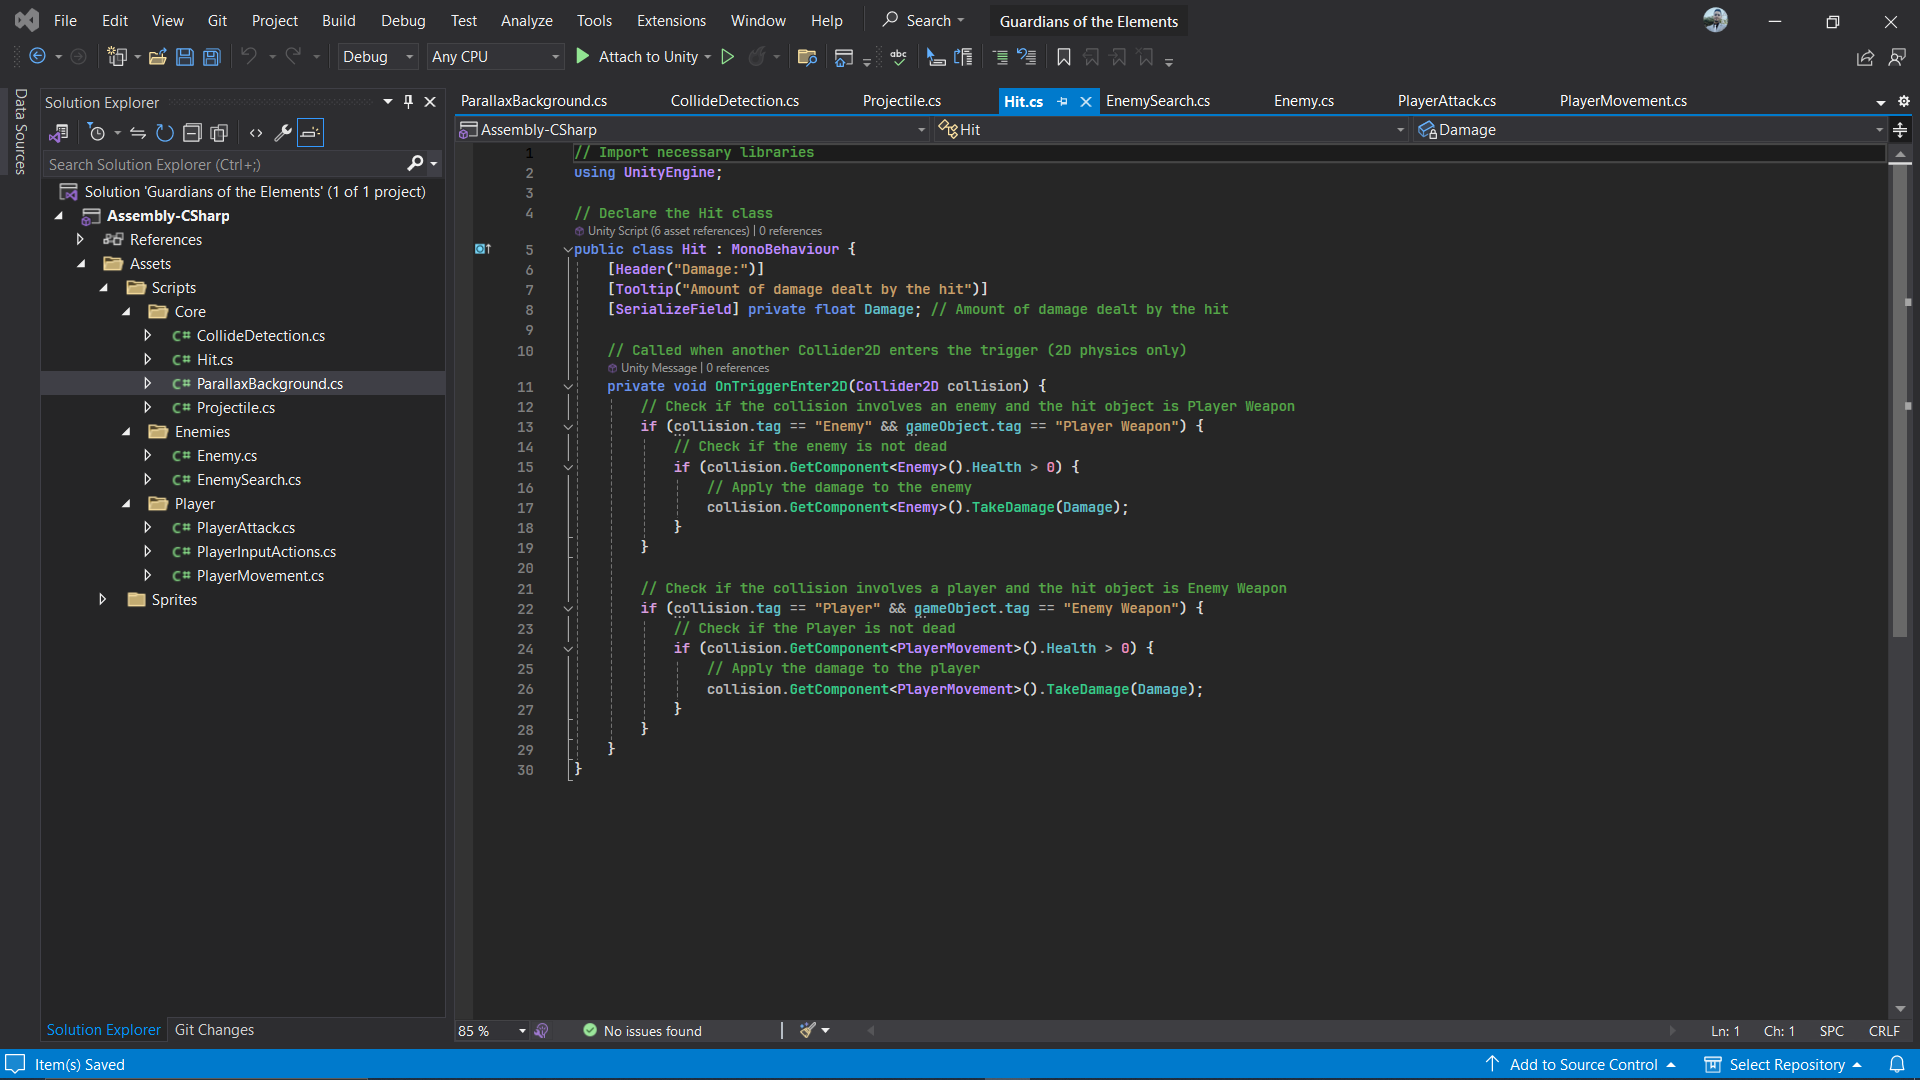 File Edit View Git Project Build Debug Test Analyze Tools Extensions Window Help Search Guardians of the Elements
Debug Any CPU Attach to Unity
Data Sources
Solution Explorer
Search Solution Explorer (Ctrl+;)
Solution 'Guardians of the Elements' (1 of 1 project)
Assembly-CSharp
References
Assets
Scripts
Core
C# CollideDetection.cs
C# Hit.cs
C# ParallaxBackground.cs
C# Projectile.cs
Enemies
C# Enemy.cs
C# EnemySearch.cs
Player
C# PlayerAttack.cs
C# PlayerInputActions.cs
C# PlayerMovement.cs
Sprites
Solution Explorer Git Changes
ParallaxBackground.cs CollideDetection.cs Projectile.cs Hit.cs EnemySearch.cs Enemy.cs PlayerAttack.cs PlayerMovement.cs
Assembly-CSharp Hit Damage
1 // Import necessary libraries
2 using UnityEngine;
3
4 // Declare the Hit class
Unity Script (6 asset references) | 0 references
5 public class Hit : MonoBehaviour {
6 [Header("Damage:")]
7 [Tooltip("Amount of damage dealt by the hit")]
8 [SerializeField] private float Damage; // Amount of damage dealt by the hit
9
10 // Called when another Collider2D enters the trigger (2D physics only)
Unity Message | 0 references
11 private void OnTriggerEnter2D(Collider2D collision) {
12 // Check if the collision involves an enemy and the hit object is Player Weapon
13 if (collision.tag == "Enemy" && gameObject.tag == "Player Weapon") {
14 // Check if the enemy is not dead
15 if (collision.GetComponent<Enemy>().Health > 0) {
16 // Apply the damage to the enemy
17 collision.GetComponent<Enemy>().TakeDamage(Damage);
18 }
19 }
20
21 // Check if the collision involves a player and the hit object is Enemy Weapon
22 if (collision.tag == "Player" && gameObject.tag == "Enemy Weapon") {
23 // Check if the Player is not dead
24 if (collision.GetComponent<PlayerMovement>().Health > 0) {
25 // Apply the damage to the player
26 collision.GetComponent<PlayerMovement>().TakeDamage(Damage);
27 }
28 }
29 }
30 }
85 % No issues found Ln: 1 Ch: 1 SPC CRLF
Item(s) Saved Add to Source Control Select Repository